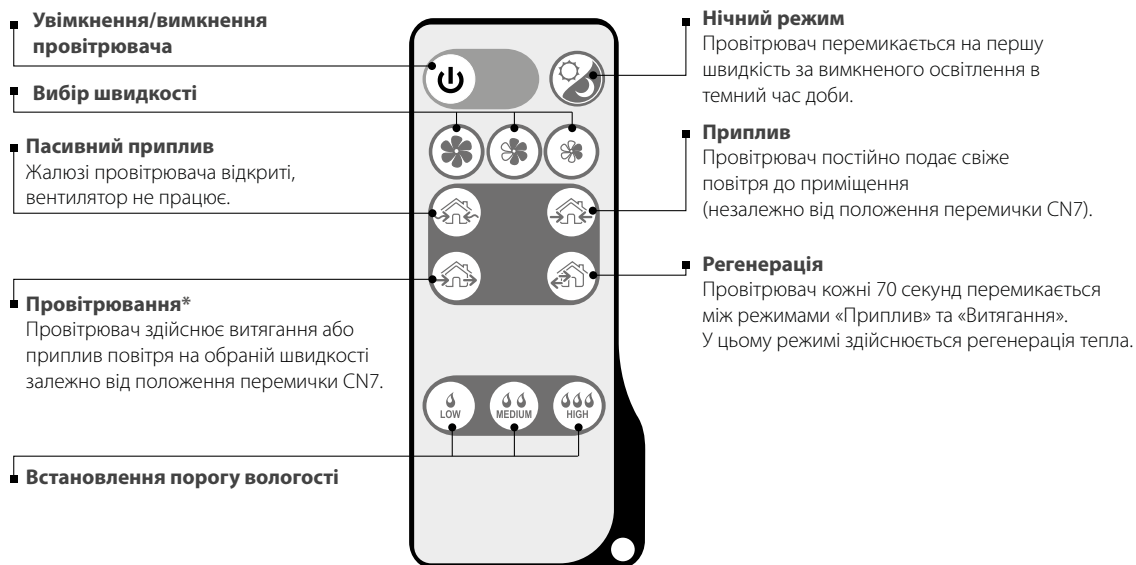 Увімкнення/вимкнення
провітрювача
Вибір швидкості
Пасивний приплив
Жалюзі провітрювача відкриті,
вентилятор не працює.
Провітрювання*
Провітрювач здійснює витягання або
приплив повітря на обраній швидкості
залежно від положення перемички CN7.
Встановлення порогу вологості
LOW
MEDIUM
HIGH
Нічний режим
Провітрювач перемикається на першу
швидкість за вимкненого освітлення в
темний час доби.
Приплив
Провітрювач постійно подає свіже
повітря до приміщення
(незалежно від положення перемички CN7).
Регенерація
Провітрювач кожні 70 секунд перемикається
між режимами «Приплив» та «Витягання».
У цьому режимі здійснюється регенерація тепла.